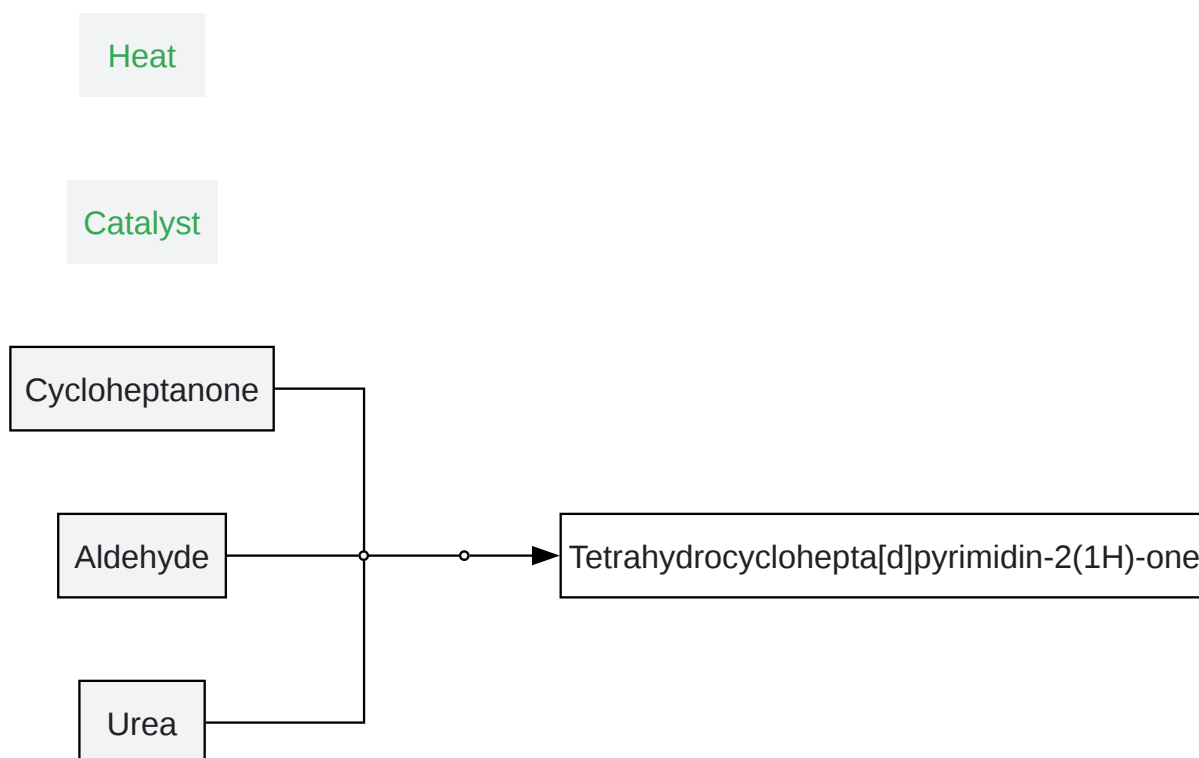 Heat
Catalyst
Cycloheptanone
Aldehyde
Tetrahydrocyclohepta[d]pyrimidin-2(1H)-one
Urea